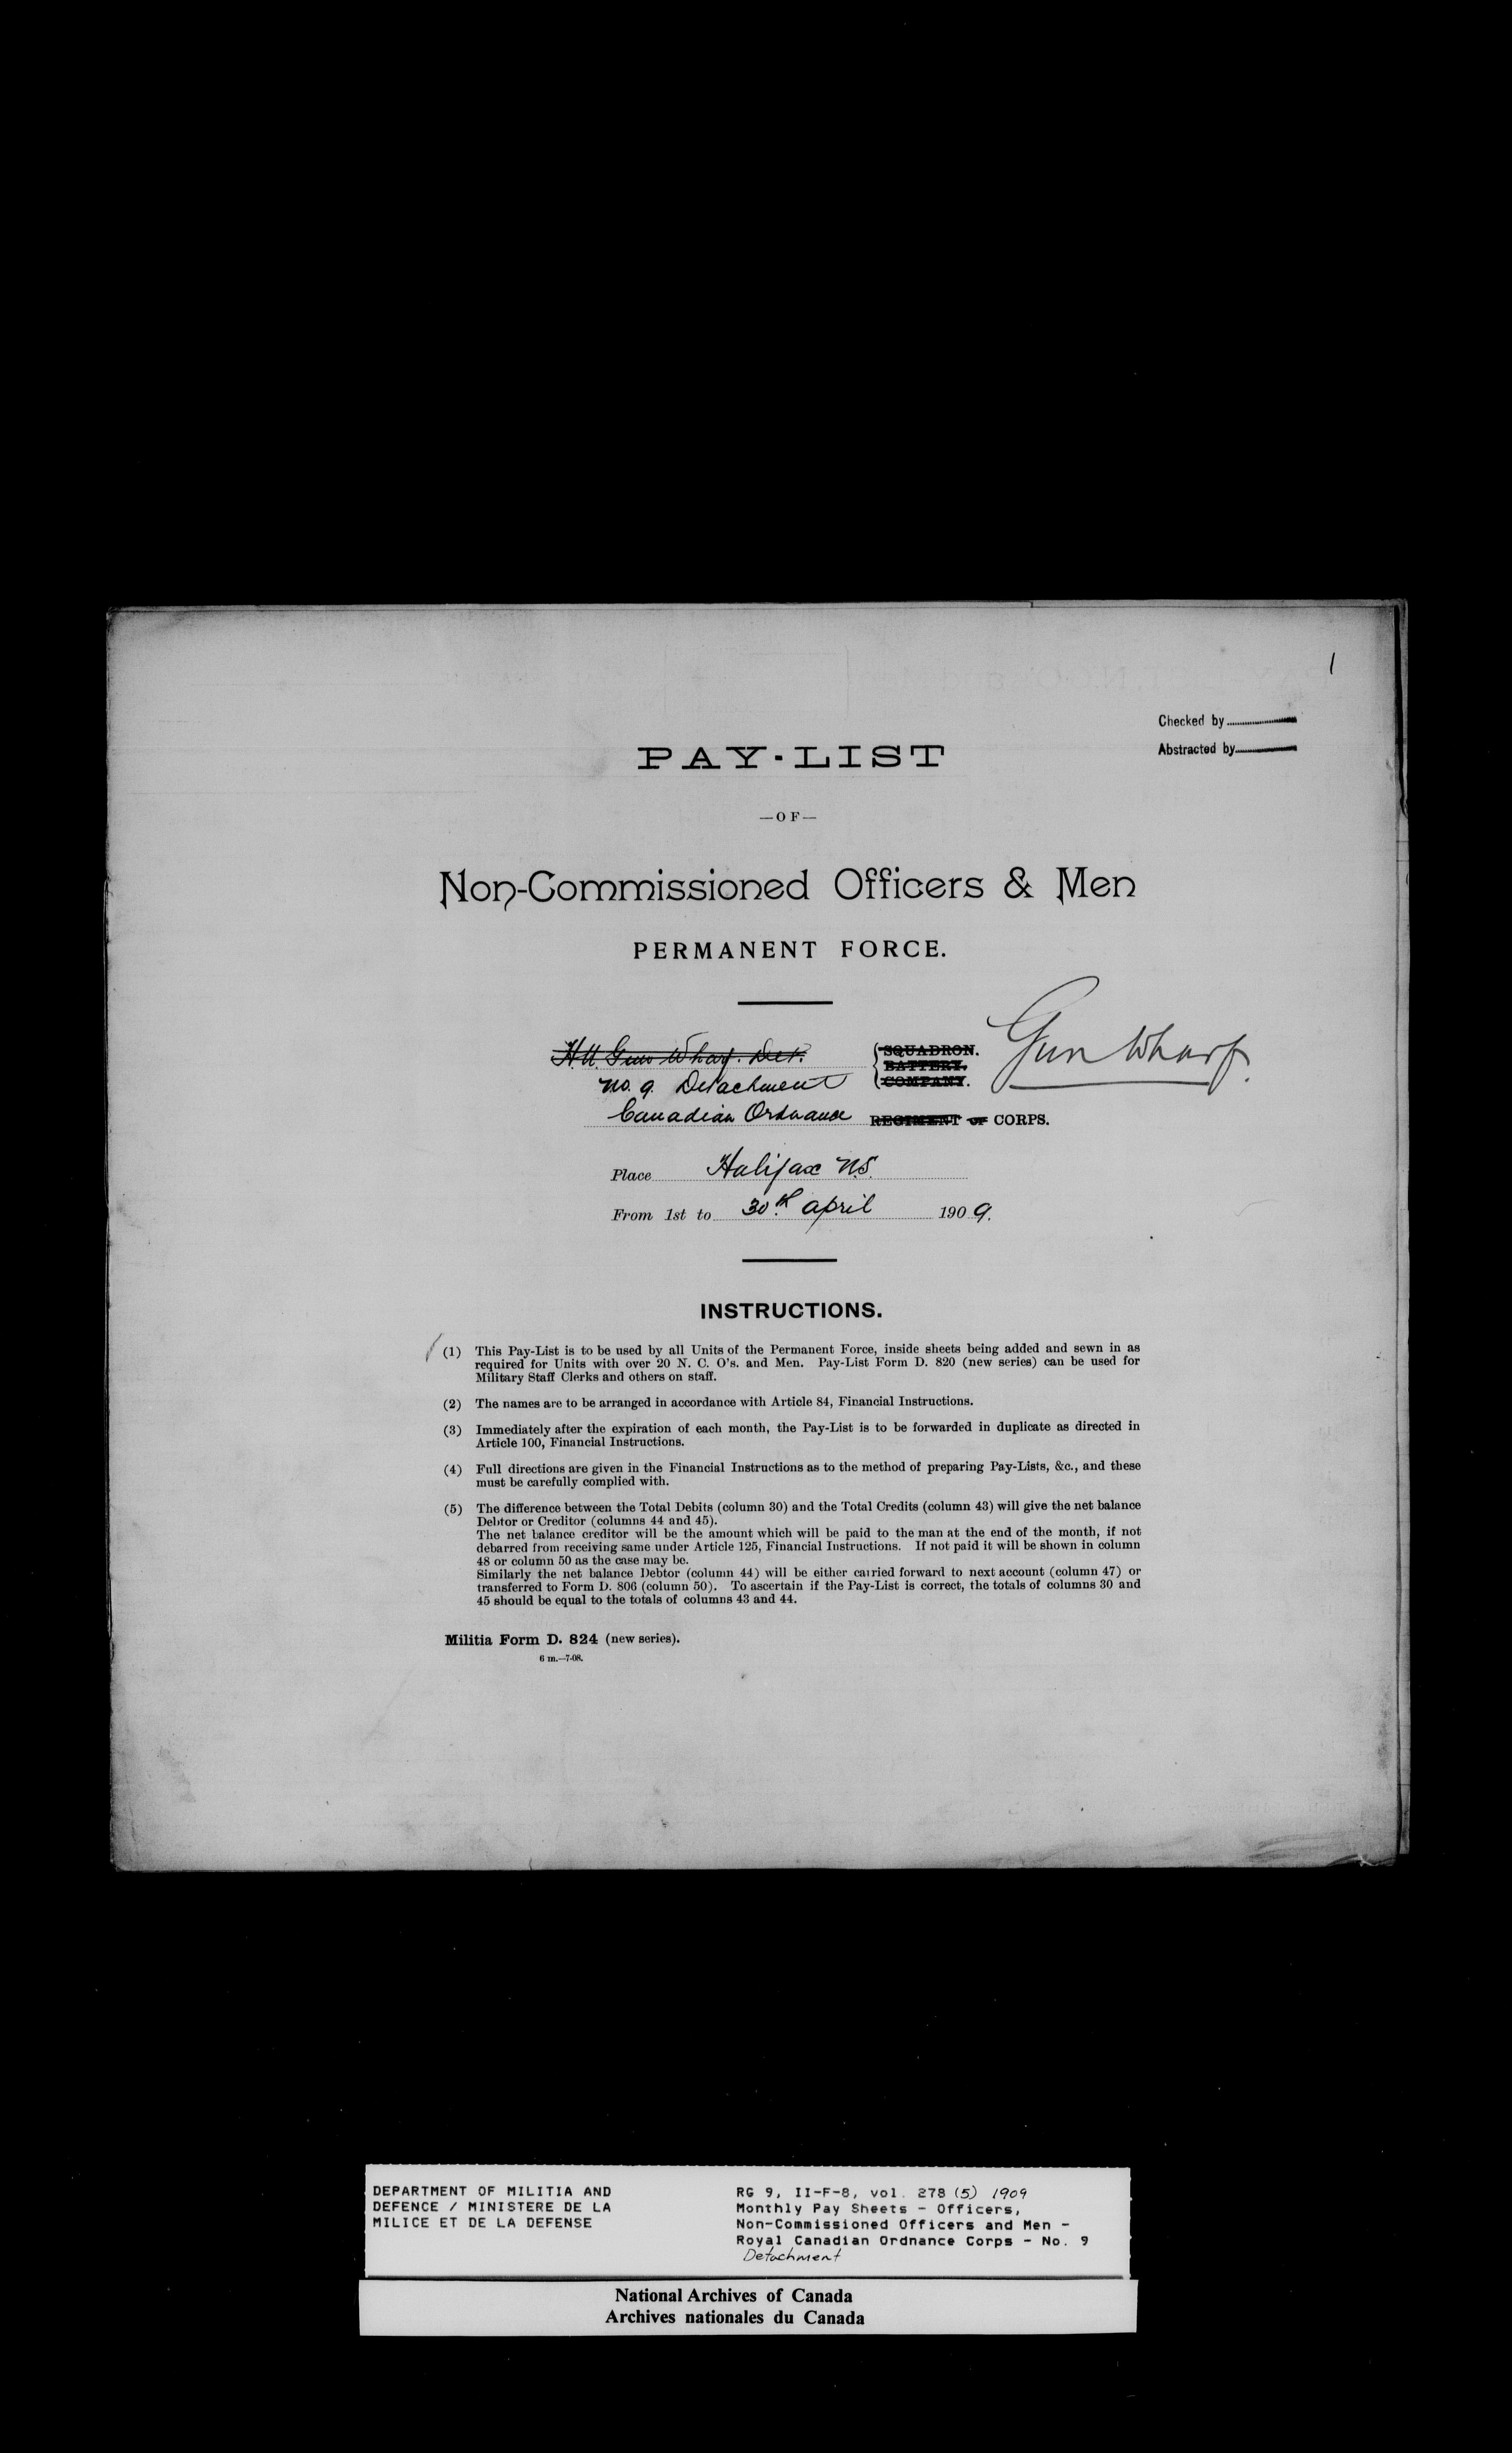 1
Checked by
Abstracted by
PAY-LIST
—OF—
Non-Commissioned Officers & Men
PERMANENT FORCE.
Gun Wharf. Det. SQUADRON. Gun Wharf.
BATTERY.
No. 9. Detachment COMPANY.
Canadian Ordnance REGIMENT OF CORPS.
Place Halifax N.S.
From 1st to 30th April 1909.
INSTRUCTIONS.
(1) This Pay-List is to be used by all Units of the Permanent Force, inside sheets being added and sewn in as
required for Units with over 20 N. C. O's. and Men. Pay-List Form D. 820 (new series) can be used for
Military Staff Clerks and others on staff.
(2) The names are to be arranged in accordance with Article 84, Financial Instructions.
(3) Immediately after the expiration of each month, the Pay-List is to be forwarded in duplicate as directed in
Article 100, Financial Instructions.
(4) Full directions are given in the Financial Instructions as to the method of preparing Pay-Lists, &c., and these
must be carefully complied with.
(5) The difference between the Total Debits (column 30) and the Total Credits (column 43) will give the net balance
Debtor or Creditor (columns 44 and 45).
The net balance creditor will be the amount which will be paid to the man at the end of the month, if not
debarred from receiving same under Article 125, Financial Instructions. If not paid it will be shown in column
48 or column 50 as the case may be.
Similarly the net balance Debtor (column 44) will be either carried forward to next account (column 47) or
transferred to Form D. 806 (column 50). To ascertain if the Pay-List is correct, the totals of columns 30 and
45 should be equal to the totals of columns 43 and 44.
Militia Form D. 824 (new series).
6 m.—7-08.
DEPARTMENT OF MILITIA AND
DEFENCE / MINISTERE DE LA
MILICE ET DE LA DEFENSE
RG 9, II-F-8, vol. 278 (5) 1909
Monthly Pay Sheets - Officers,
Non-Commissioned Officers and Men -
Royal Canadian Ordnance Corps - No. 9
Detachment
National Archives of Canada
Archives nationales du Canada